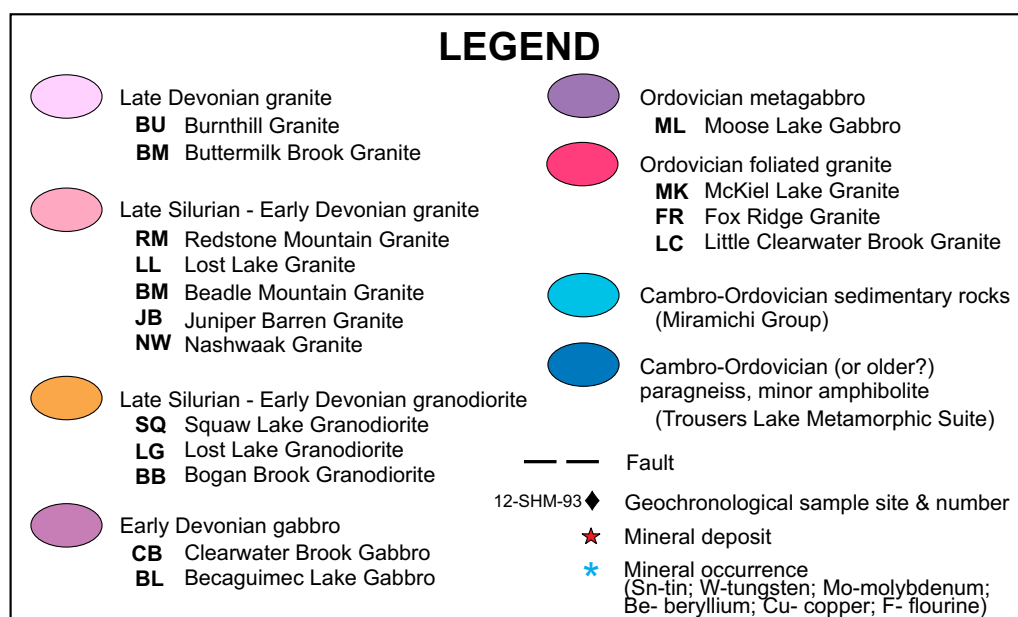 LEGEND
Late Devonian granite
BU Burnthill Granite
BM Buttermilk Brook Granite
Late Silurian - Early Devonian granite
RM Redstone Mountain Granite
LL Lost Lake Granite
BM Beadle Mountain Granite
JB Juniper Barren Granite
NW Nashwaak Granite
Late Silurian - Early Devonian granodiorite
SQ Squaw Lake Granodiorite
LG Lost Lake Granodiorite
BB Bogan Brook Granodiorite
Early Devonian gabbro
CB Clearwater Brook Gabbro
BL Becaguimec Lake Gabbro
Ordovician metagabbro
ML Moose Lake Gabbro
Ordovician foliated granite
MK McKiel Lake Granite
FR Fox Ridge Granite
LC Little Clearwater Brook Granite
Cambro-Ordovician sedimentary rocks
(Miramichi Group)
Cambro-Ordovician (or older?)
paragneiss, minor amphibolite
(Trousers Lake Metamorphic Suite)
Fault
12-SHM-93 Geochronological sample site & number
Mineral deposit
Mineral occurrence
(Sn-tin; W-tungsten; Mo-molybdenum;
Be- beryllium; Cu- copper; F- flourine)